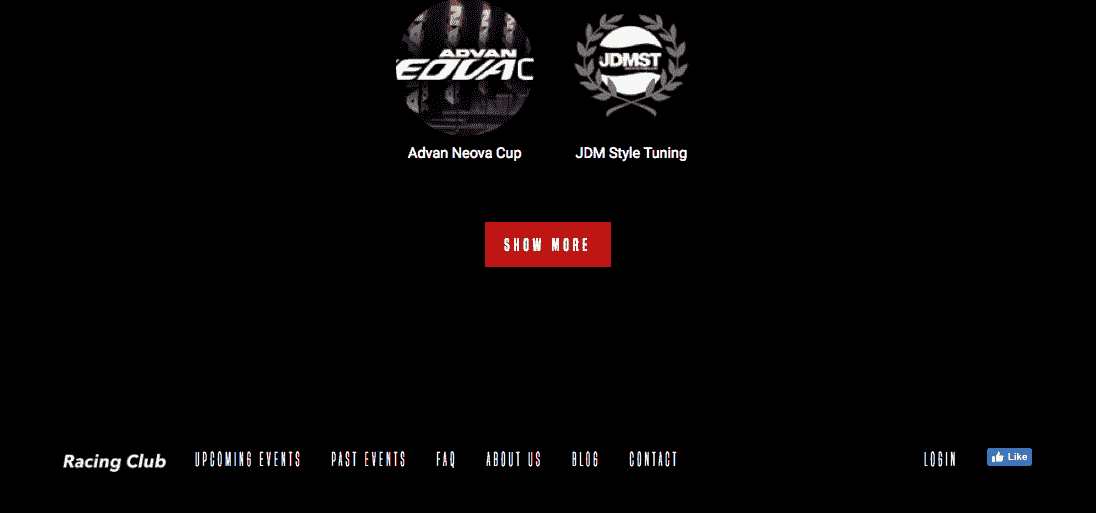 ADVAN
EOVAC
JDMST
Advan Neova Cup
JDM Style Tuning
SHOW MORE
Racing Club UPCOMING EVENTS PAST EVENTS FAQ ABOUT US BLOG CONTACT LOGIN Like